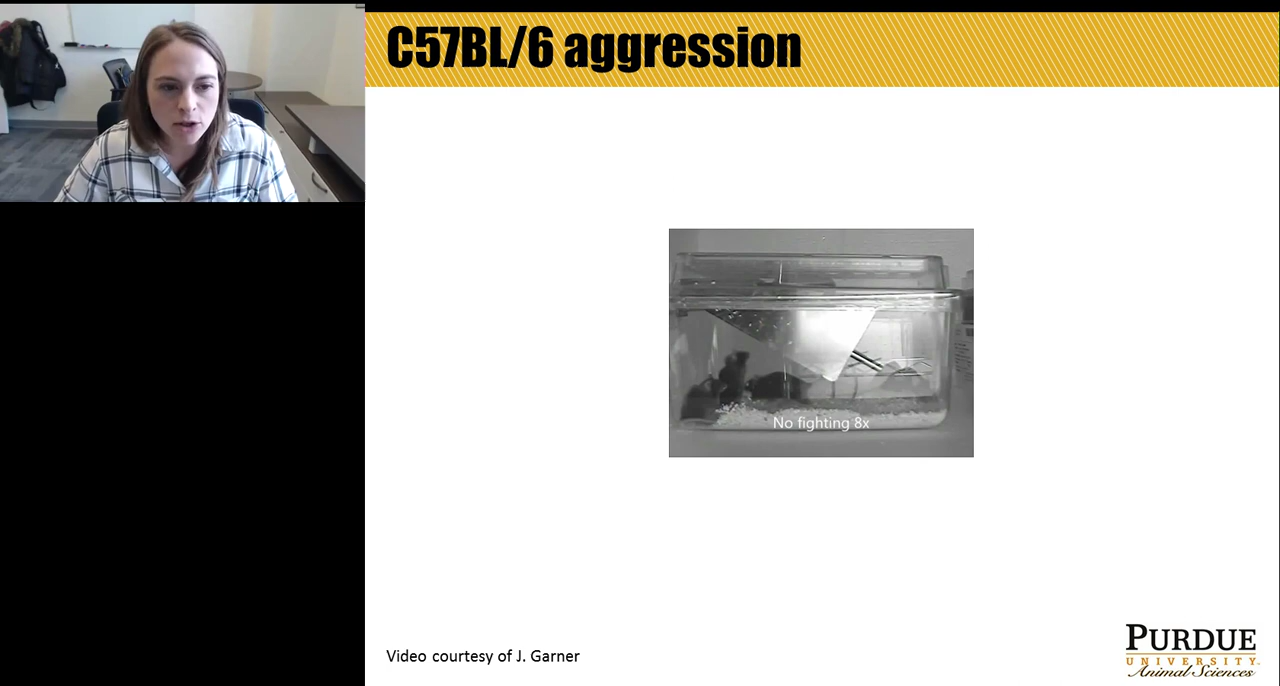 C57BL/6 aggression
No fighting 8x
Video courtesy of J. Garner
PURDUE
UNIVERSITY
Animal Sciences